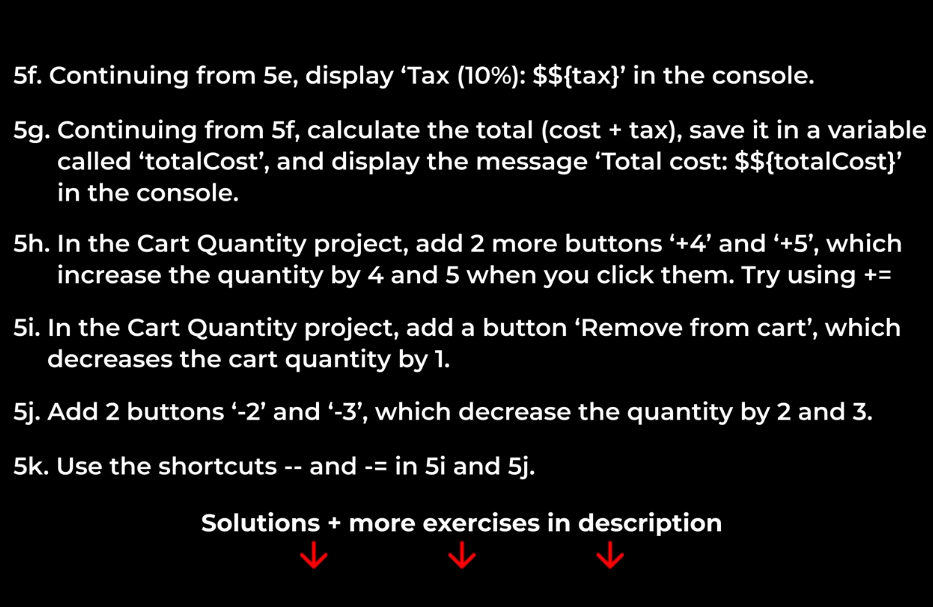 5f. Continuing from 5e, display ‘Tax (10%): $${tax}’ in the console.
5g. Continuing from 5f, calculate the total (cost + tax), save it in a variable
called ‘totalCost’, and display the message ‘Total cost: $${totalCost}’
in the console.
5h. In the Cart Quantity project, add 2 more buttons ‘+4’ and ‘+5’, which
increase the quantity by 4 and 5 when you click them. Try using +=
5i. In the Cart Quantity project, add a button ‘Remove from cart’, which
decreases the cart quantity by 1.
5j. Add 2 buttons ‘-2’ and ‘-3’, which decrease the quantity by 2 and 3.
5k. Use the shortcuts -- and -= in 5i and 5j.
Solutions + more exercises in description